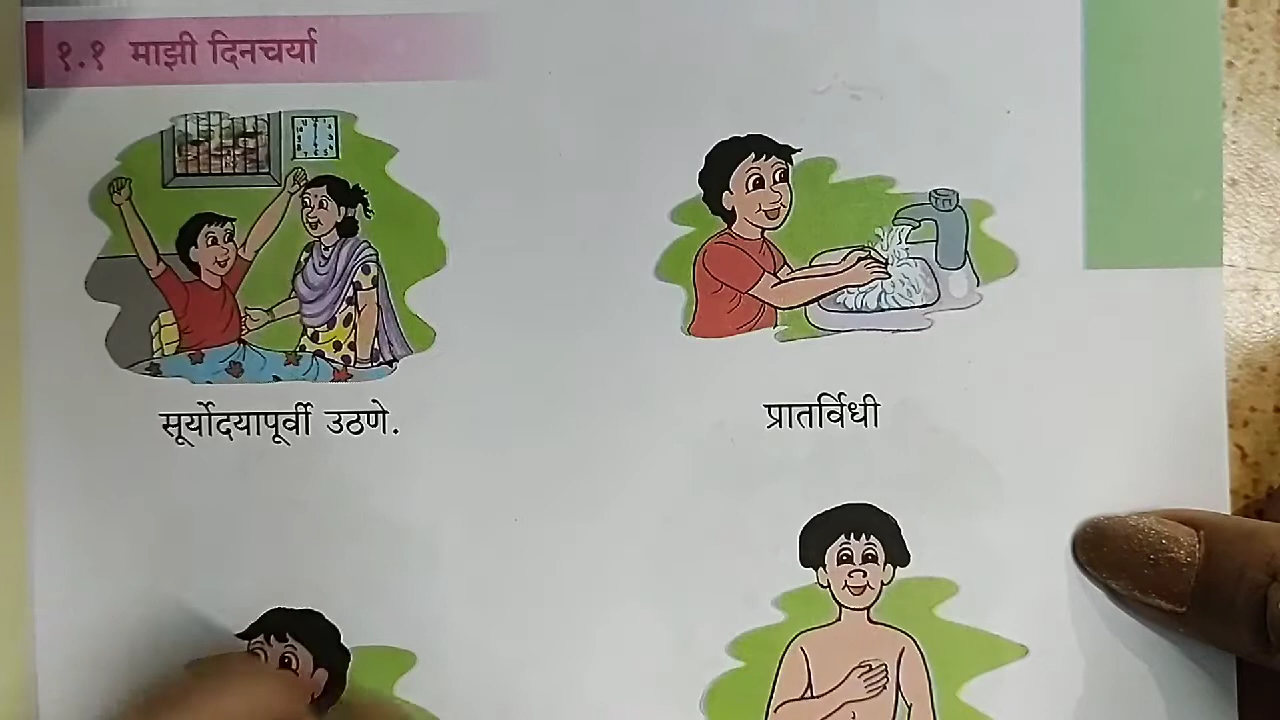 १.१ माझी दिनचर्या
सूर्योदयापूर्वी उठणे.
प्रातर्विधी